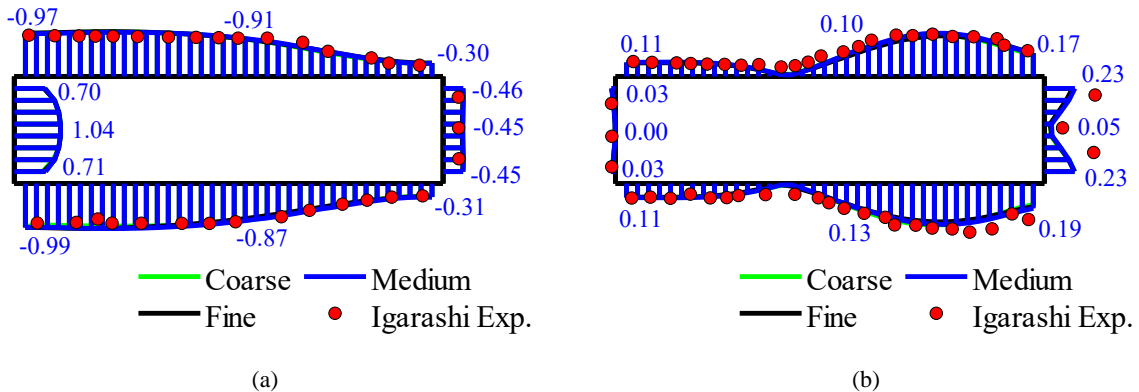 -0.97
-0.91
-0.30
0.70
1.04
0.71
-0.46
-0.45
-0.45
-0.99
-0.87
-0.31
Coarse
Medium
Fine
Igarashi Exp.
(a)
0.11
0.10
0.17
0.03
0.00
0.03
0.23
0.05
0.23
0.11
0.13
0.19
Coarse
Medium
Fine
Igarashi Exp.
(b)